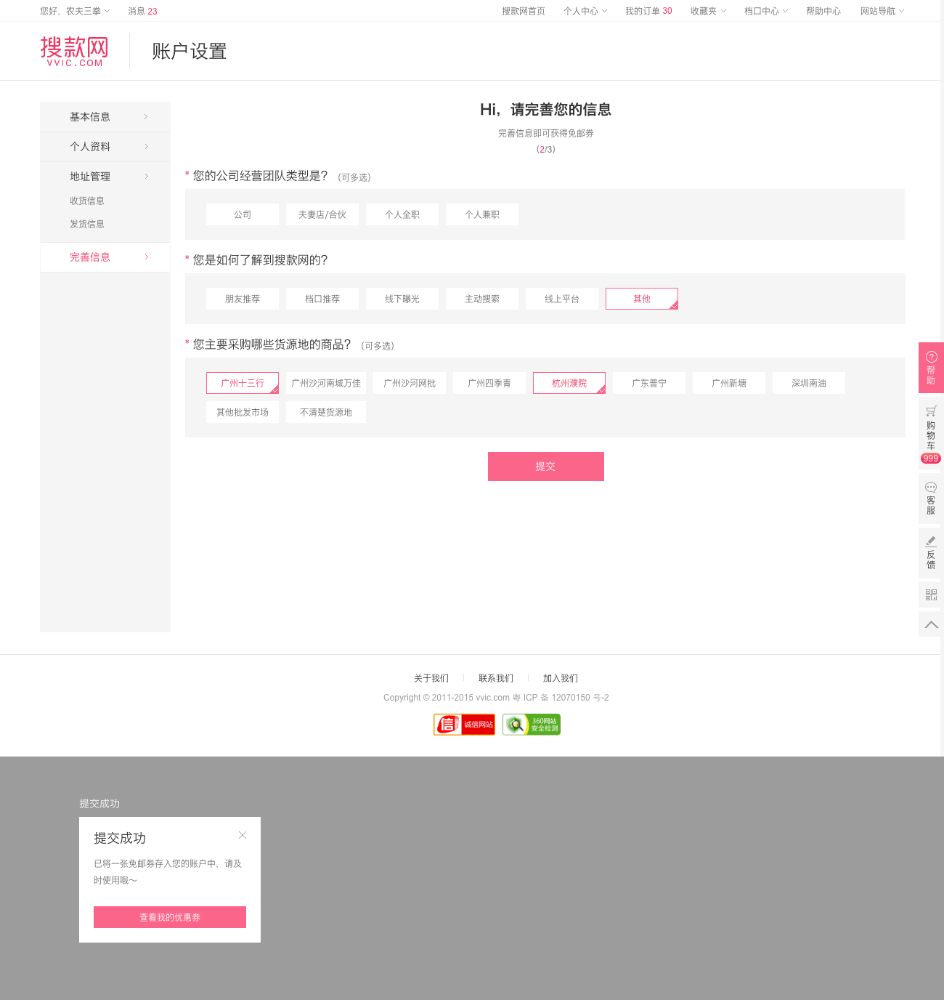 您好，农夫三拳
消息 23
搜款网首页
个人中心
我的订单 30
收藏夹
档口中心
帮助中心
网站导航
搜款网
VVIC.COM
账户设置
基本信息
个人资料
地址管理
收货信息
发货信息
完善信息
Hi，请完善您的信息
完善信息即可获得免邮券
(2/3)
* 您的公司经营团队类型是？（可多选）
公司
夫妻店/合伙
个人全职
个人兼职
* 您是如何了解到搜款网的？
朋友推荐
档口推荐
线下曝光
主动搜索
线上平台
其他
* 您主要采购哪些货源地的商品？（可多选）
广州十三行
广州沙河南城万佳
广州沙河网批
广州四季青
杭州濮院
广东普宁
广州新塘
深圳南油
其他批发市场
不清楚货源地
提交
帮助
购物车
999
客服
反馈
关于我们
联系我们
加入我们
Copyright © 2011-2015 vvic.com 粤 ICP 备 12070150 号-2
信 诚信网站
360网站
安全检测
提交成功
提交成功
已将一张免邮券存入您的账户中，请及
时使用哦～
查看我的优惠券